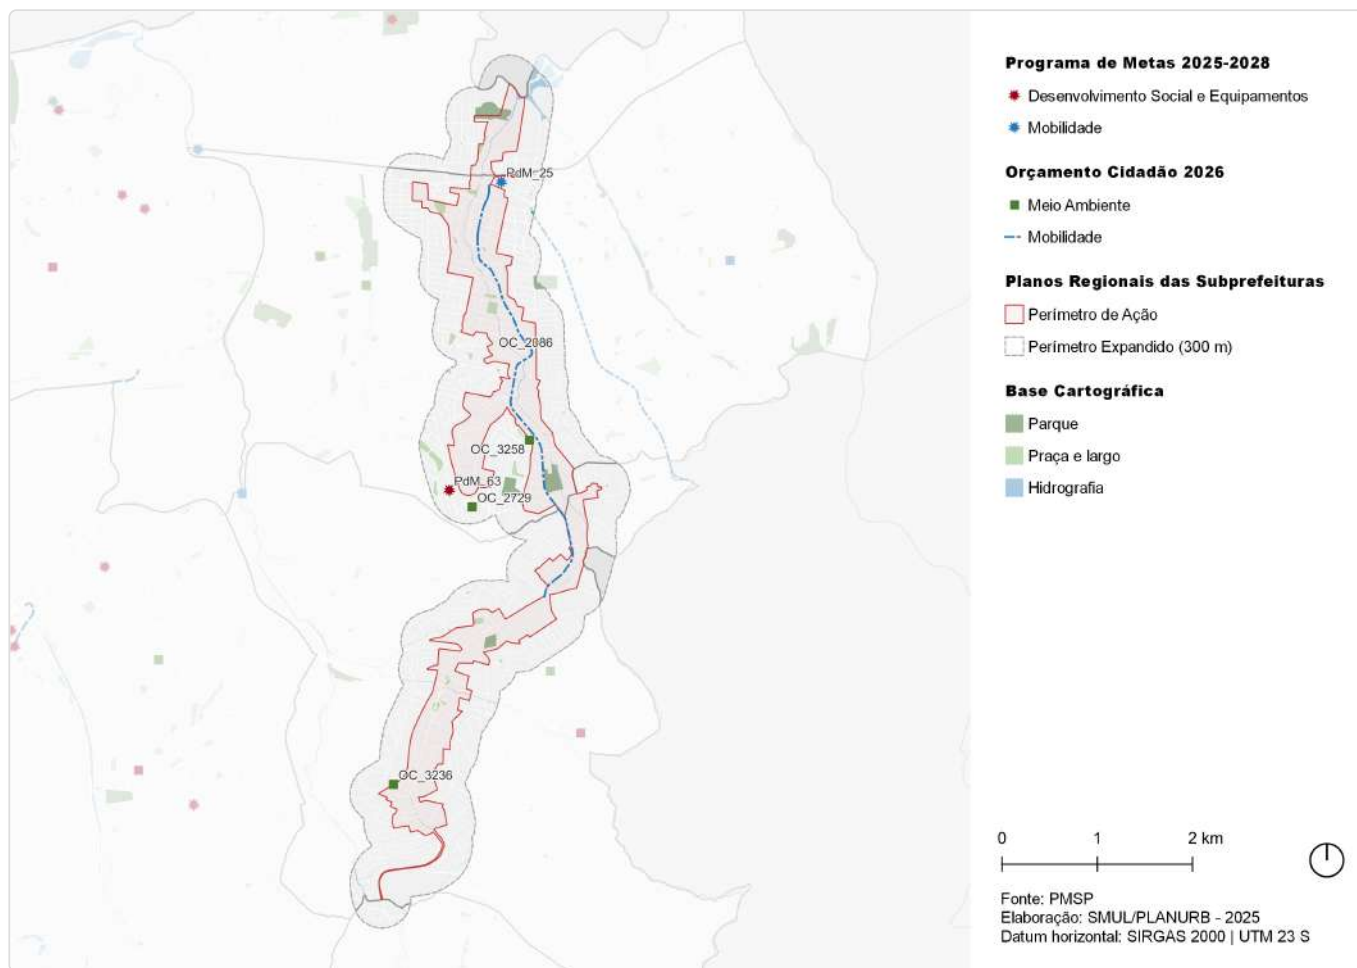 PdM_25
OC_2086
OC_3258
PdM_63
OC_2729
OC_3236
Programa de Metas 2025-2028
Desenvolvimento Social e Equipamentos
Mobilidade
Orçamento Cidadão 2026
Meio Ambiente
Mobilidade
Planos Regionais das Subprefeituras
Perímetro de Ação
Perímetro Expandido (300 m)
Base Cartográfica
Parque
Praça e largo
Hidrografia
0 1 2 km
Fonte: PMSP
Elaboração: SMUL/PLANURB - 2025
Datum horizontal: SIRGAS 2000 | UTM 23 S